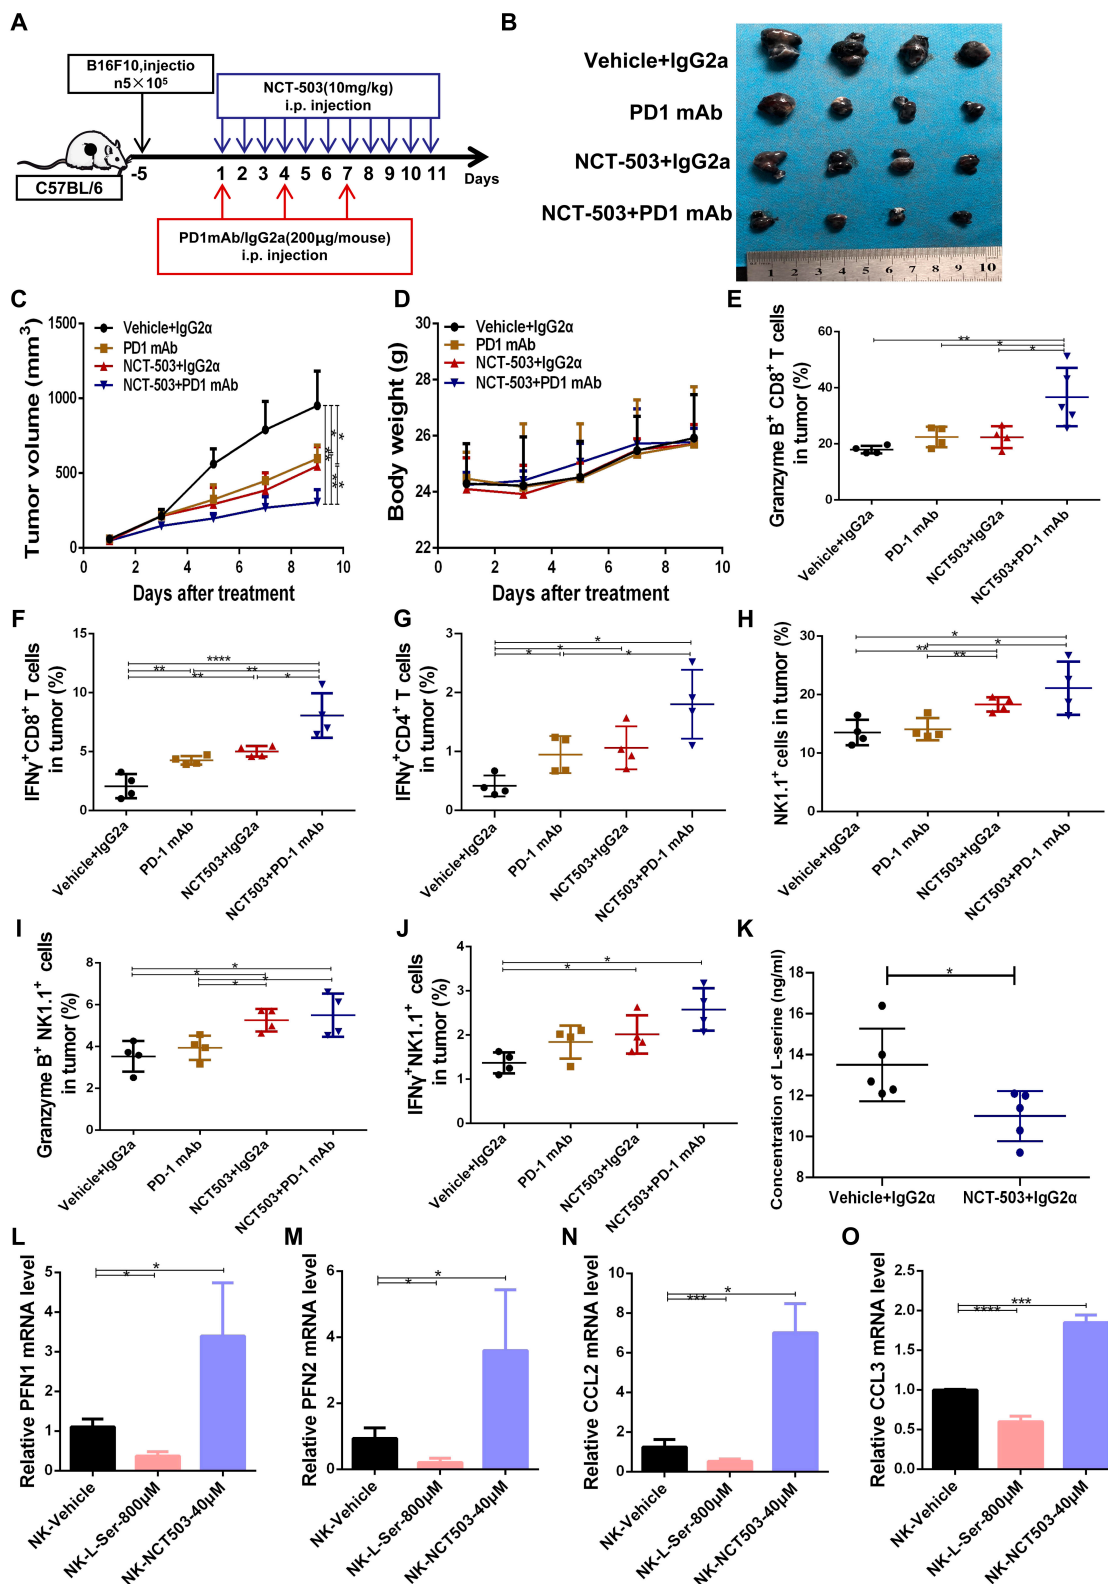 A
B16F10,injectio
n5×10⁵
NCT-503(10mg/kg)
i.p. injection
C57BL/6
-5
1 2 3 4 5 6 7 8 9 10 11 Days
PD1mAb/IgG2a(200μg/mouse)
i.p. injection
B
Vehicle+IgG2a
PD1 mAb
NCT-503+IgG2a
NCT-503+PD1 mAb
1 2 3 4 5 6 7 8 9 10
C
Tumor volume (mm³)
1500
1000
500
0
Vehicle+IgG2α
PD1 mAb
NCT-503+IgG2α
NCT-503+PD1 mAb
** ** * *
0 2 4 6 8 10
Days after treatment
D
Body weight (g)
30
28
26
24
22
Vehicle+IgG2α
PD1 mAb
NCT-503+IgG2α
NCT-503+PD1 mAb
0 2 4 6 8 10
Days after treatment
E
Granzyme B⁺ CD8⁺ T cells
in tumor (%)
60
40
20
0
**
*
*
Vehicle+IgG2a
PD-1 mAb
NCT503+IgG2a
NCT503+PD-1 mAb
F
IFNγ⁺CD8⁺ T cells
in tumor (%)
15
10
5
0
****
** **
** *
Vehicle+IgG2a
PD-1 mAb
NCT503+IgG2a
NCT503+PD-1 mAb
G
IFNγ⁺CD4⁺ T cells
in tumor (%)
4
3
2
1
0
*
*
* *
Vehicle+IgG2a
PD-1 mAb
NCT503+IgG2a
NCT503+PD-1 mAb
H
NK1.1⁺ cells in tumor (%)
30
20
10
0
*
*
**
**
Vehicle+IgG2a
PD-1 mAb
NCT503+IgG2a
NCT503+PD-1 mAb
I
Granzyme B⁺ NK1.1⁺ cells
in tumor (%)
8
6
4
2
0
*
*
*
*
Vehicle+IgG2a
PD-1 mAb
NCT503+IgG2a
NCT503+PD-1 mAb
J
IFNγ⁺NK1.1⁺ cells
in tumor (%)
4
3
2
1
0
*
*
Vehicle+IgG2a
PD-1 mAb
NCT503+IgG2a
NCT503+PD-1 mAb
K
Concentration of L-serine (ng/ml)
18
16
14
12
10
8
*
Vehicle+IgG2α
NCT-503+IgG2α
L
Relative PFN1 mRNA level
5
4
3
2
1
0
*
*
NK-Vehicle
NK-L-Ser-800μM
NK-NCT503-40μM
M
Relative PFN2 mRNA level
6
4
2
0
*
*
NK-Vehicle
NK-L-Ser-800μM
NK-NCT503-40μM
N
Relative CCL2 mRNA level
10
8
6
4
2
0
*
***
NK-Vehicle
NK-L-Ser-800μM
NK-NCT503-40μM
O
Relative CCL3 mRNA level
2.5
2.0
1.5
1.0
0.5
0.0
***
****
NK-Vehicle
NK-L-Ser-800μM
NK-NCT503-40μM